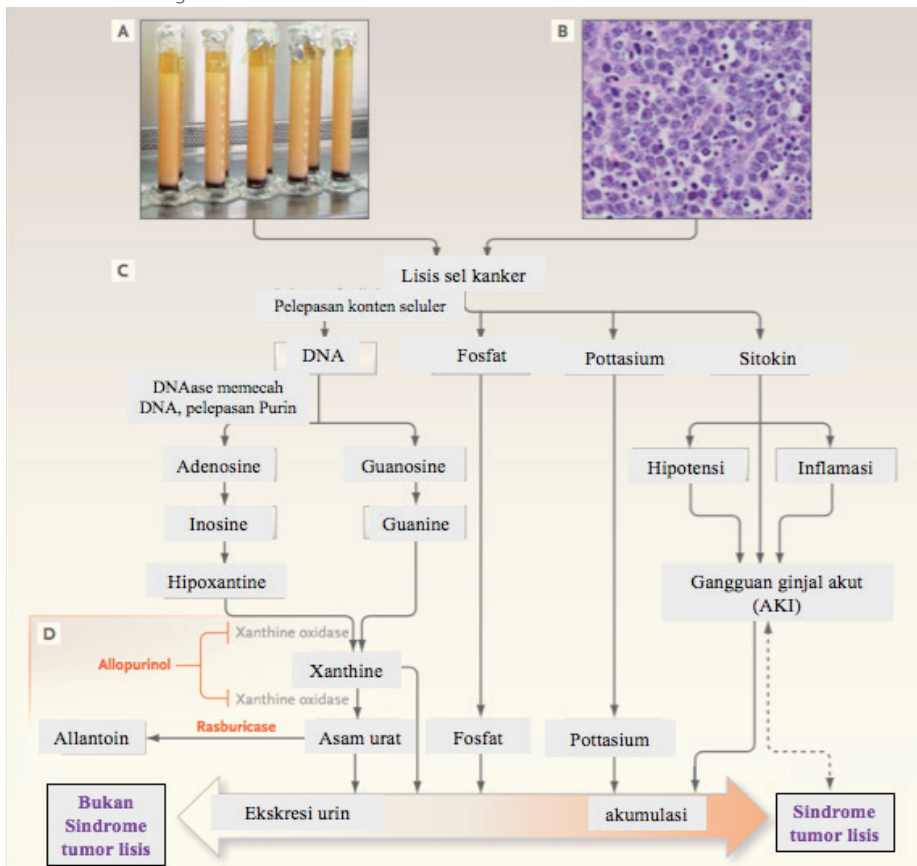 A
B
C
Lisis sel kanker
Pelepasan konten seluler
DNA
Fosfat
Pottasium
Sitokin
DNAase memecah
DNA, pelepasan Purin
Adenosine
Guanosine
Hipotensi
Inflamasi
Inosine
Guanine
Hipoxantine
Gangguan ginjal akut
(AKI)
D
Xanthine oxidase
Allopurinol
Xanthine
Xanthine oxidase
Rasburicase
Allantoin
Asam urat
Fosfat
Pottasium
Bukan
Sindrome
tumor lisis
Ekskresi urin
akumulasi
Sindrome
tumor lisis